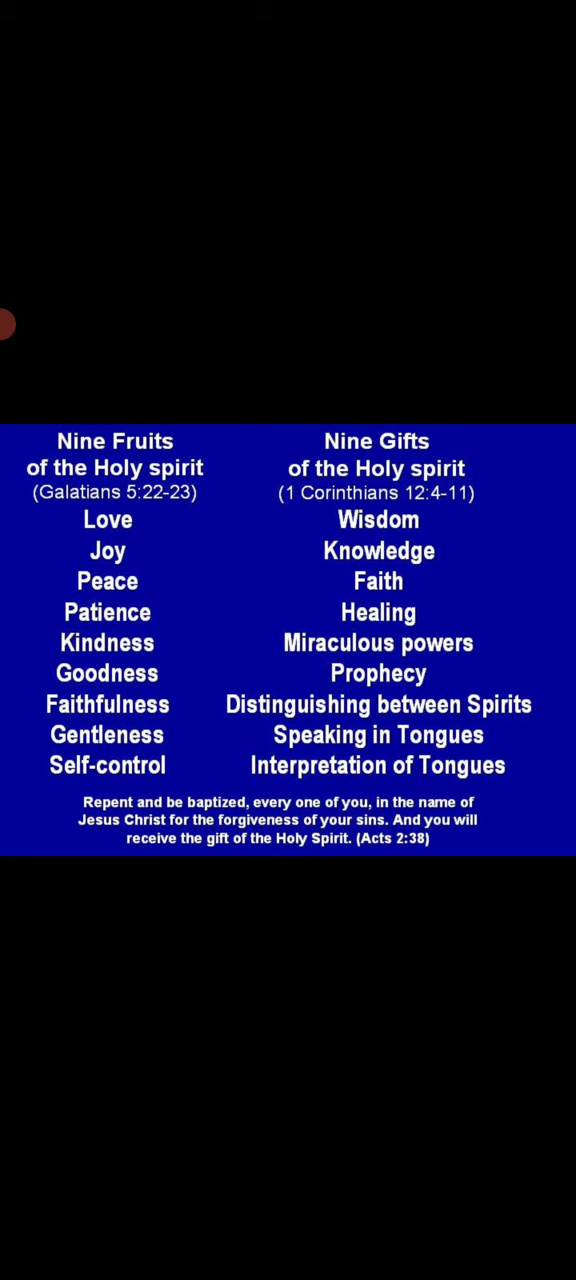 Nine Fruits
of the Holy spirit
(Galatians 5:22-23)
Love
Joy
Peace
Patience
Kindness
Goodness
Faithfulness
Gentleness
Self-control
Nine Gifts
of the Holy spirit
(1 Corinthians 12:4-11)
Wisdom
Knowledge
Faith
Healing
Miraculous powers
Prophecy
Distinguishing between Spirits
Speaking in Tongues
Interpretation of Tongues
Repent and be baptized, every one of you, in the name of
Jesus Christ for the forgiveness of your sins. And you will
receive the gift of the Holy Spirit. (Acts 2:38)